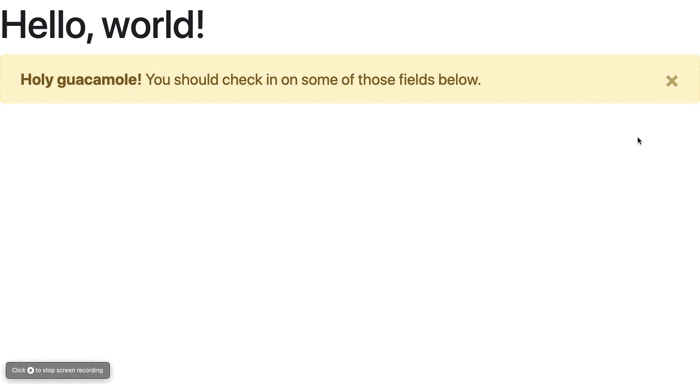 Hello, world!
Holy guacamole! You should check in on some of those fields below. ×
Click to stop screen recording